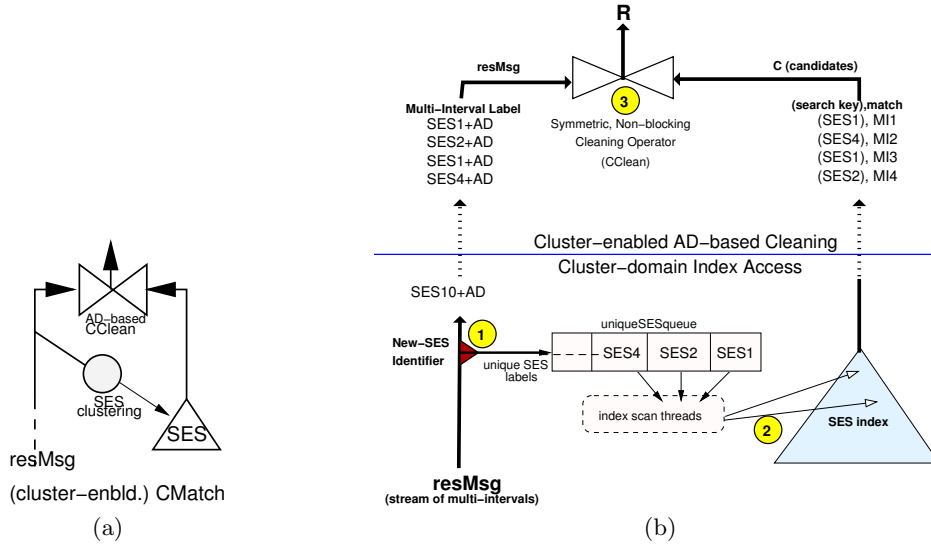 AD−based
CClean
SES
clustering
SES
resMsg
(cluster−enbld.) CMatch
(a)
R
resMsg
C (candidates)
3
Multi−Interval Label
SES1+AD
SES2+AD
SES1+AD
SES4+AD
Symmetric, Non−blocking
Cleaning Operator
(CClean)
(search key),match
(SES1), MI1
(SES4), MI2
(SES1), MI3
(SES2), MI4
Cluster−enabled AD−based Cleaning
Cluster−domain Index Access
SES10+AD
New−SES
Identifier
1
unique SES
labels
uniqueSESqueue
SES4 SES2 SES1
index scan threads
2
SES index
resMsg
(stream of multi−intervals)
(b)